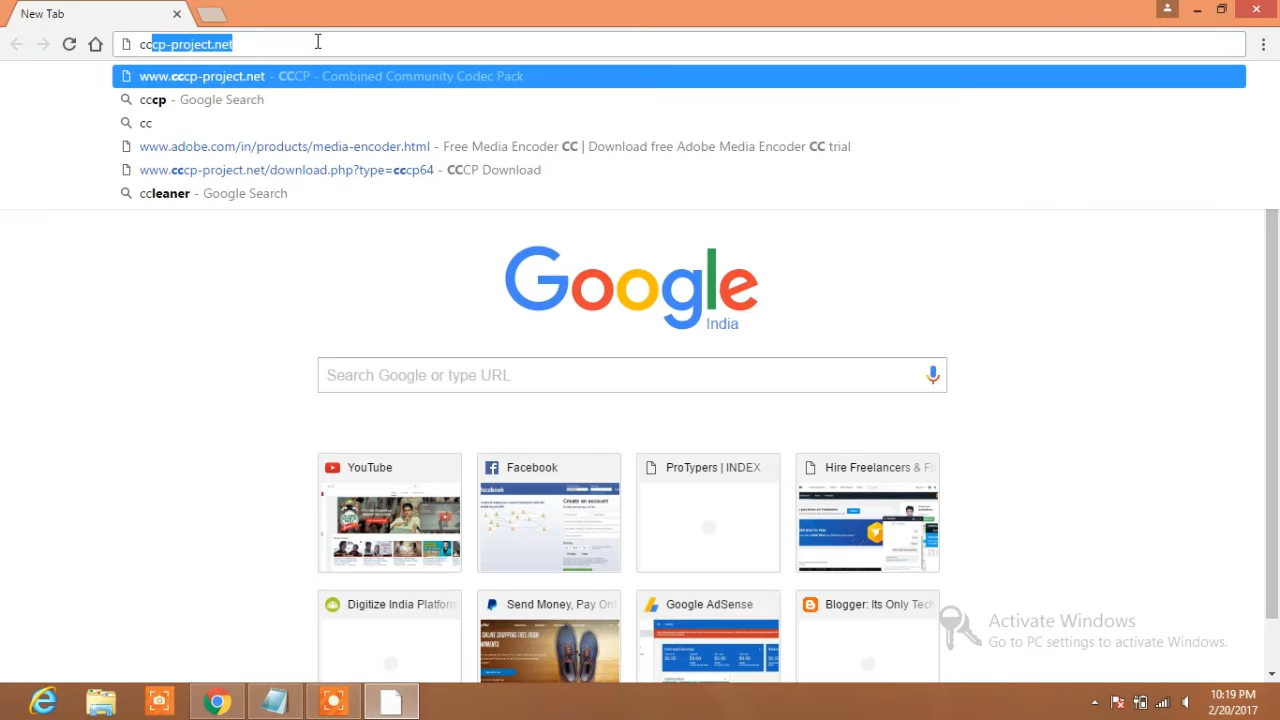 New Tab
cccp-project.net
www.cccp-project.net - CCCP - Combined Community Codec Pack
cccp - Google Search
cc
www.adobe.com/in/products/media-encoder.html - Free Media Encoder CC | Download free Adobe Media Encoder CC trial
www.cccp-project.net/download.php?type=cccp64 - CCCP Download
ccleaner - Google Search
Google
India
Search Google or type URL
YouTube
Facebook
ProTypers | INDEX
Hire Freelancers & Fi
Digitize India Platform
Send Money, Pay Onl
Google AdSense
Blogger: Its Only Tech
Activate Windows
Go to PC settings to activate Windows.
10:19 PM
2/20/2017